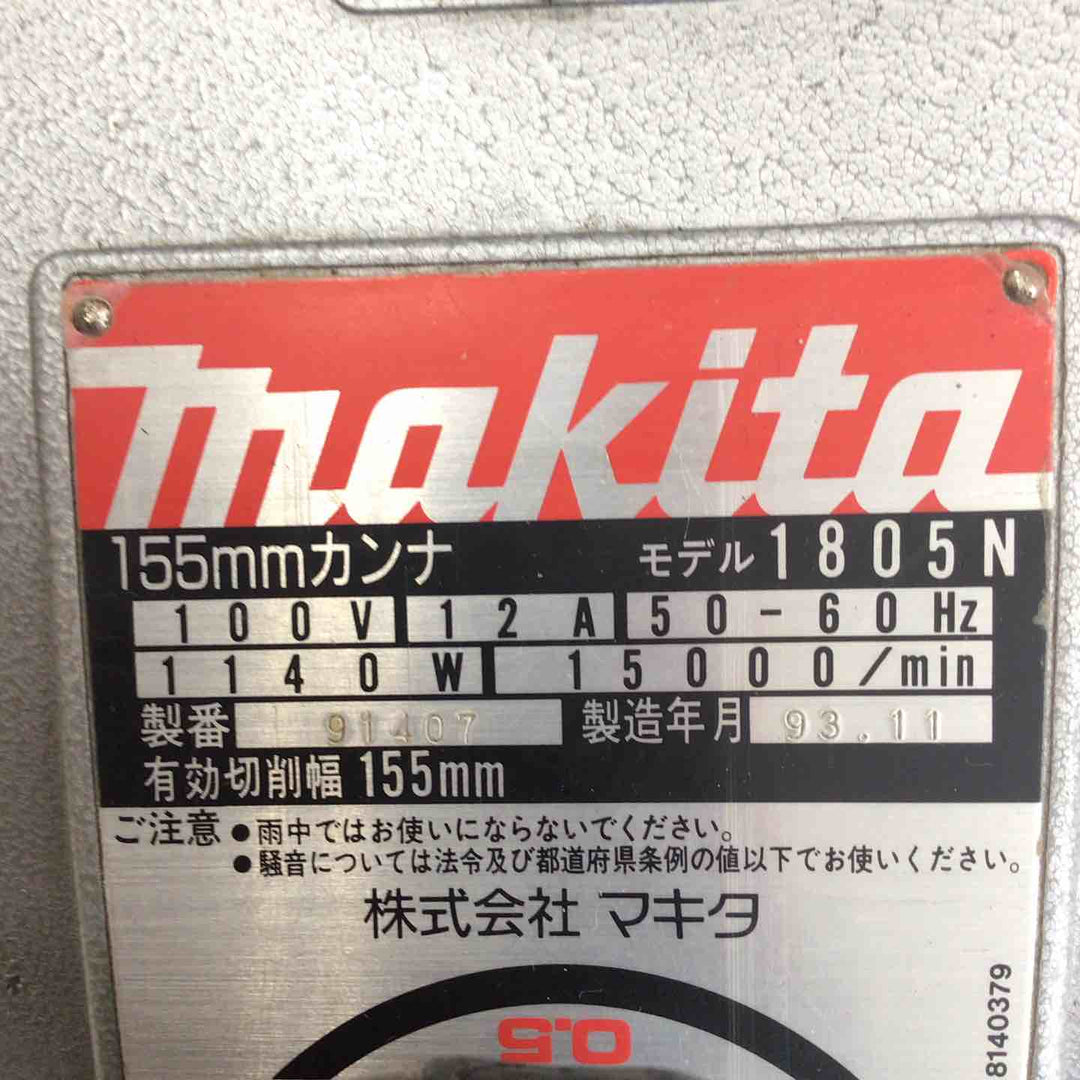 makita
155mmカンナ モデル 1805N
100V 12A 50-60Hz
1140W 15000/min
製番 91407 製造年月 93.11
有効切削幅 155mm
ご注意 ●雨中ではお使いにならないでください。
●騒音については法令及び都道府県条例の値以下でお使いください。
株式会社 マキタ
0.5
8140379